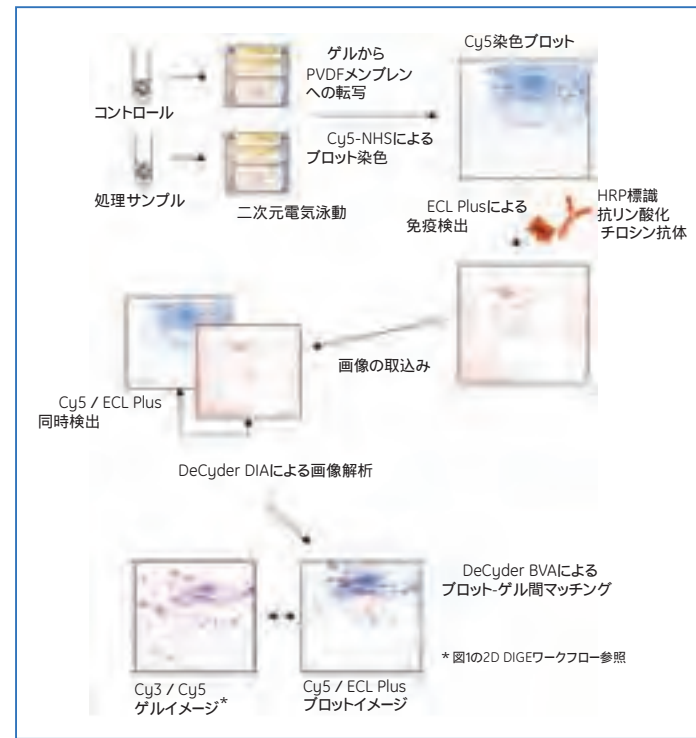 コントロール
処理サンプル
ゲルから
PVDFメンブレン
への転写
Cy5-NHSによる
ブロット染色
二次元電気泳動
Cy5染色ブロット
ECL Plusによる
免疫検出
HRP標識
抗リン酸化
チロシン抗体
画像の取込み
Cy5 / ECL Plus
同時検出
DeCyder DIAによる画像解析
DeCyder BVAによる
ブロット-ゲル間マッチング
* 図1の2D DIGEワークフロー参照
Cy3 / Cy5
ゲルイメージ*
Cy5 / ECL Plus
ブロットイメージ